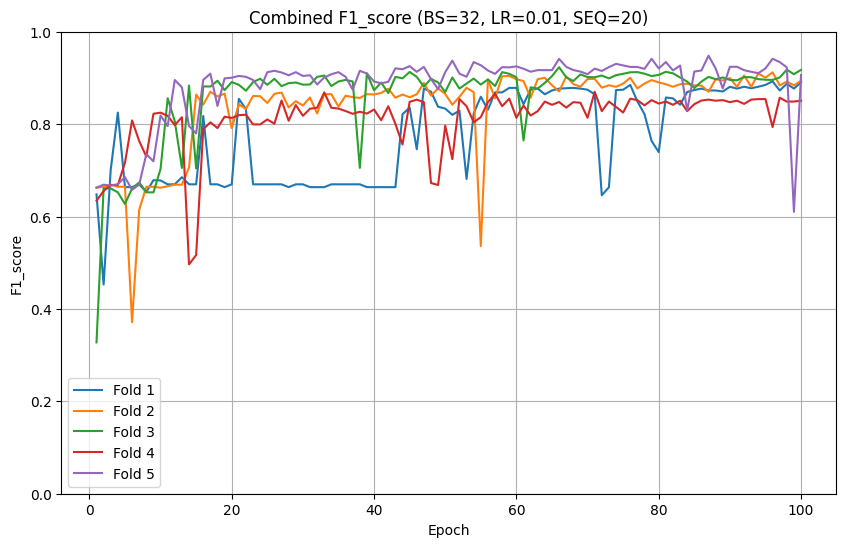 Combined F1_score (BS=32, LR=0.01, SEQ=20)
1.0
0.8
0.6
0.4
0.2
0.0
F1_score
Fold 1
Fold 2
Fold 3
Fold 4
Fold 5
0 20 40 60 80 100
Epoch